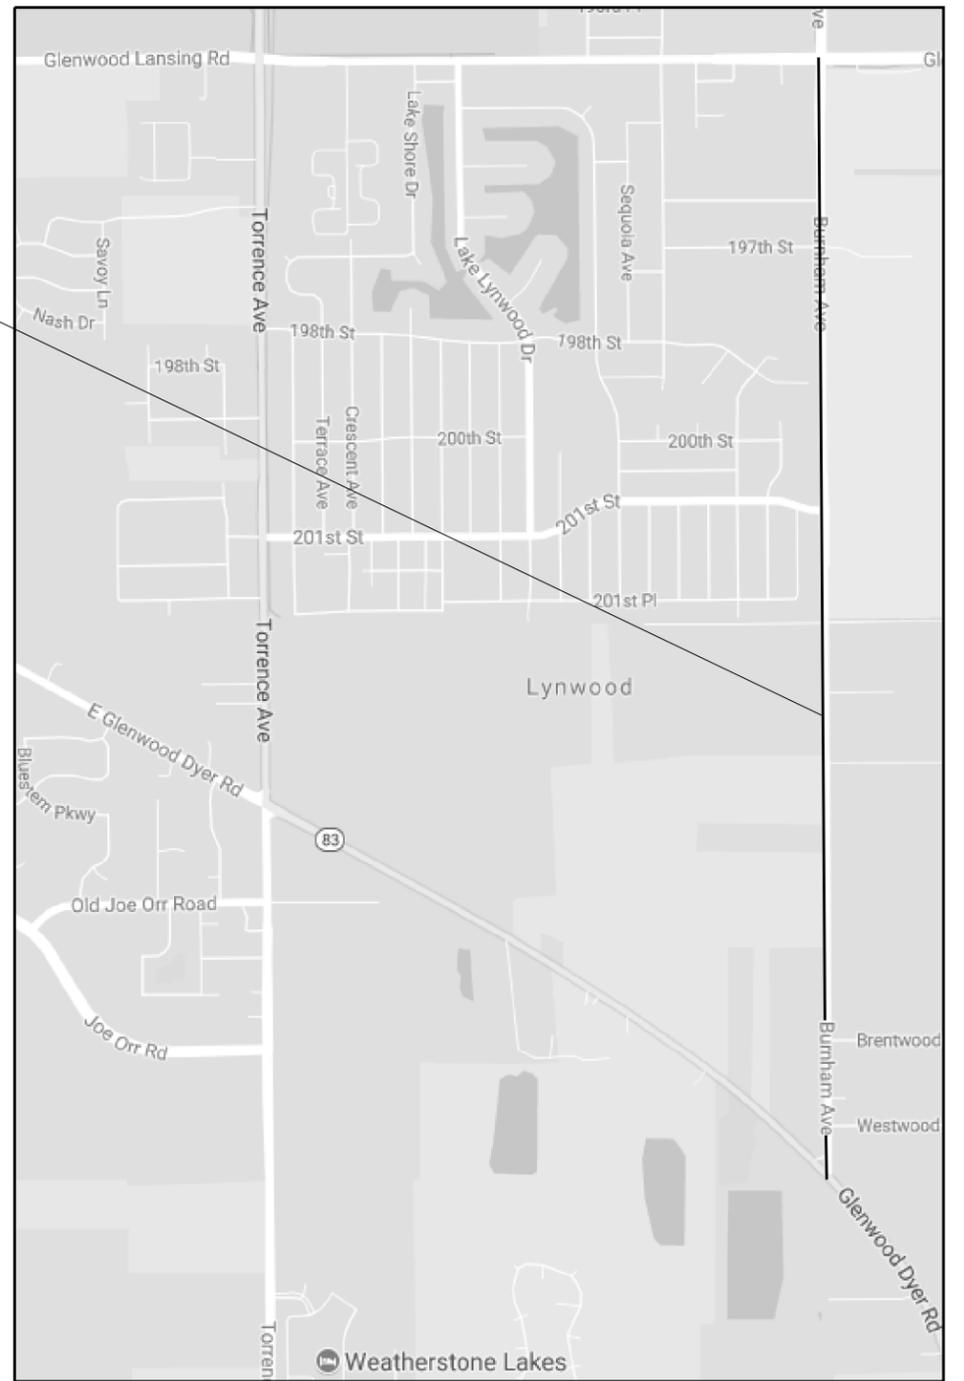 Glenwood Lansing Rd
Lake Shore Dr
Sequoia Ave
Torrence Ave
Savoy Ln
Lake Lynwood Dr
197th St
Burnham Ave
Nash Dr
198th St
198th St
198th St
Terrace Ave
Crescent Ave
200th St
200th St
201st St
201st St
201st Pl
Torrence Ave
Lynwood
E Glenwood Dyer Rd
Bluestem Pkwy
83
Old Joe Orr Road
Joe Orr Rd
Burnham Ave
Brentwood
Westwood
Glenwood Dyer Rd
Torren
Weatherstone Lakes